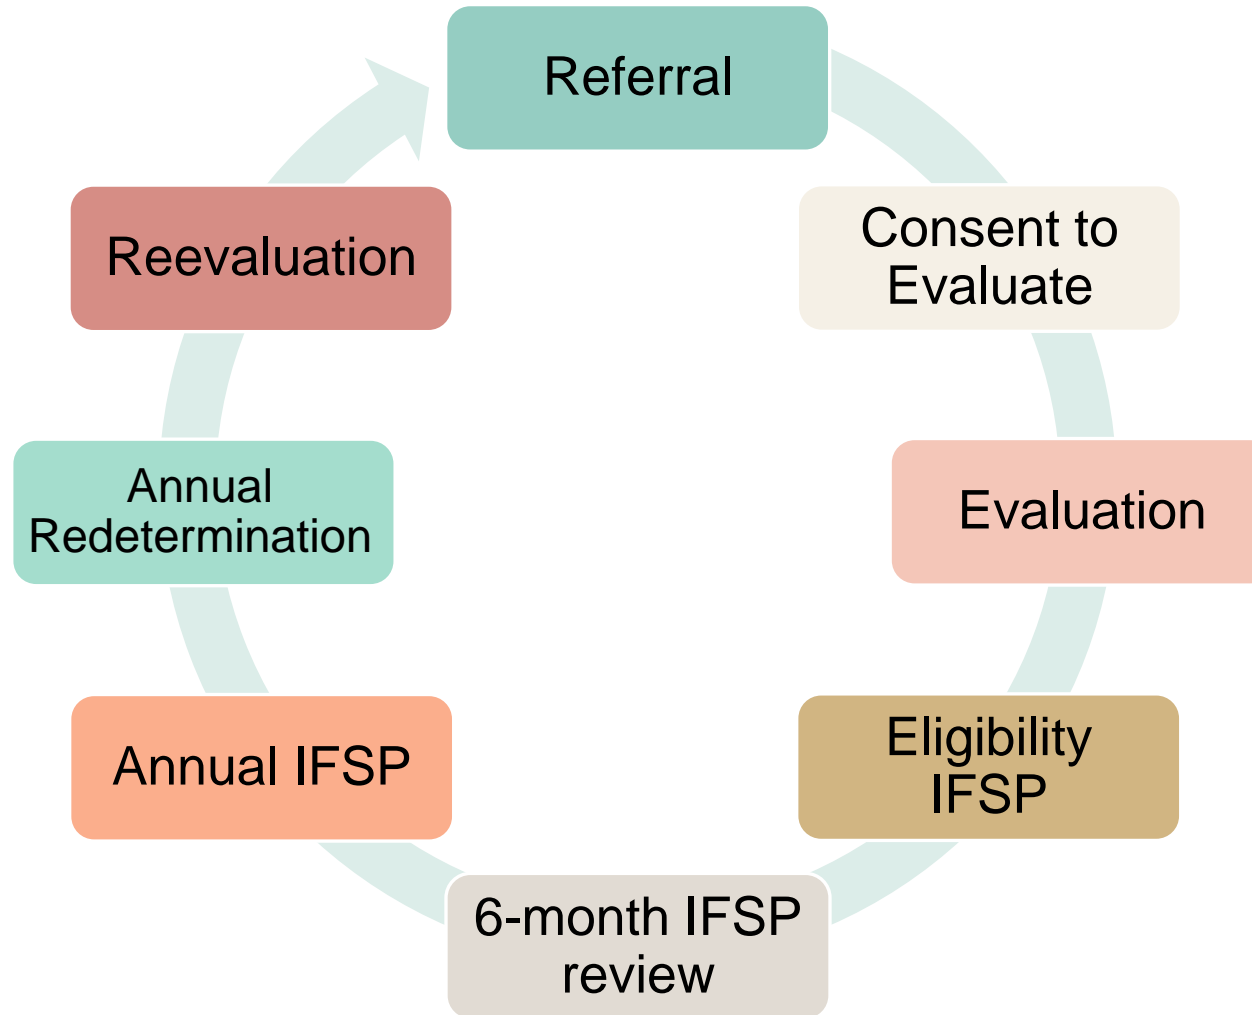 Referral
Consent to
Evaluate
Evaluation
Eligibility
IFSP
6-month IFSP
review
Annual IFSP
Annual
Redetermination
Reevaluation